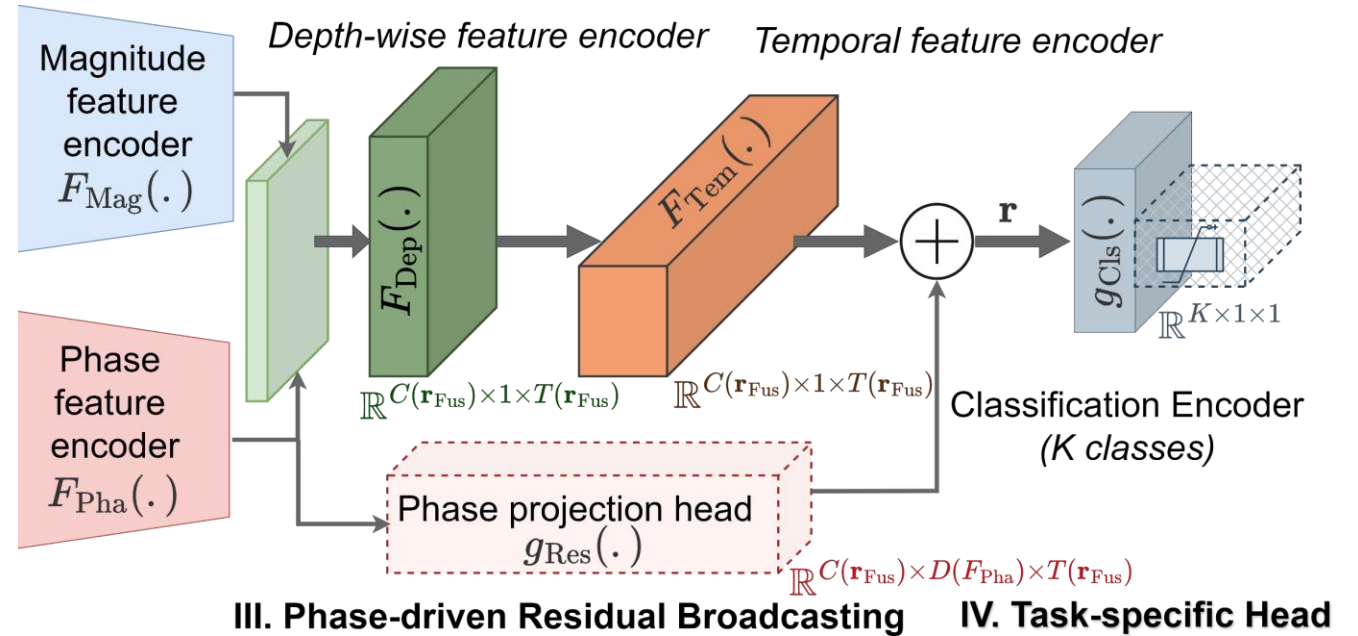 Depth-wise feature encoder
Temporal feature encoder
Magnitude
feature
encoder
F_Mag(.)
F_Dep(.)
F_Tem(.)
+
r
g_Cls(.)
ℝ^{K×1×1}
Phase
feature
encoder
F_Pha(.)
ℝ^{C(r_Fus)×1×T(r_Fus)}
ℝ^{C(r_Fus)×1×T(r_Fus)}
Classification Encoder
(K classes)
Phase projection head
g_Res(.)
ℝ^{C(r_Fus)×D(F_Pha)×T(r_Fus)}
III. Phase-driven Residual Broadcasting
IV. Task-specific Head